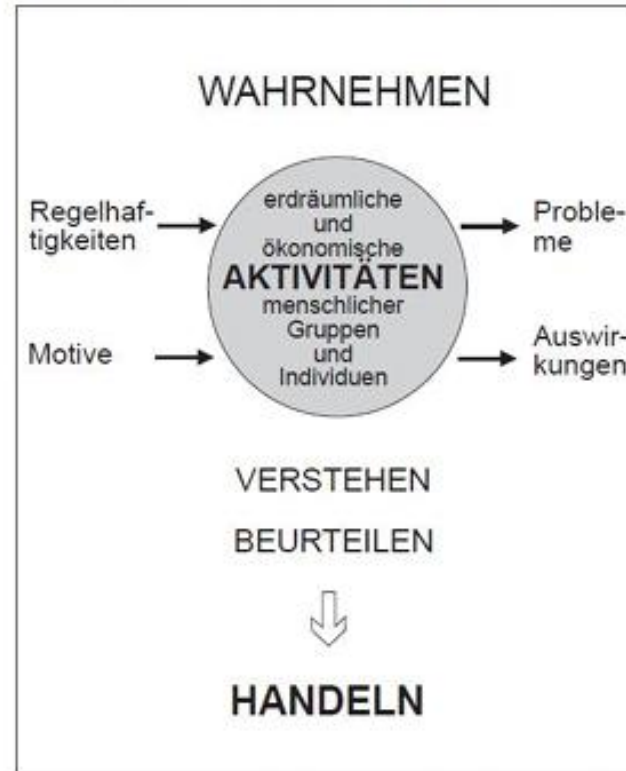 WAHRNEHMEN
Regelhaf-
tigkeiten
Motive
erdräumliche
und
ökonomische
AKTIVITÄTEN
menschlicher
Gruppen
und
Individuen
Proble-
me
Auswir-
kungen
VERSTEHEN
BEURTEILEN
HANDELN